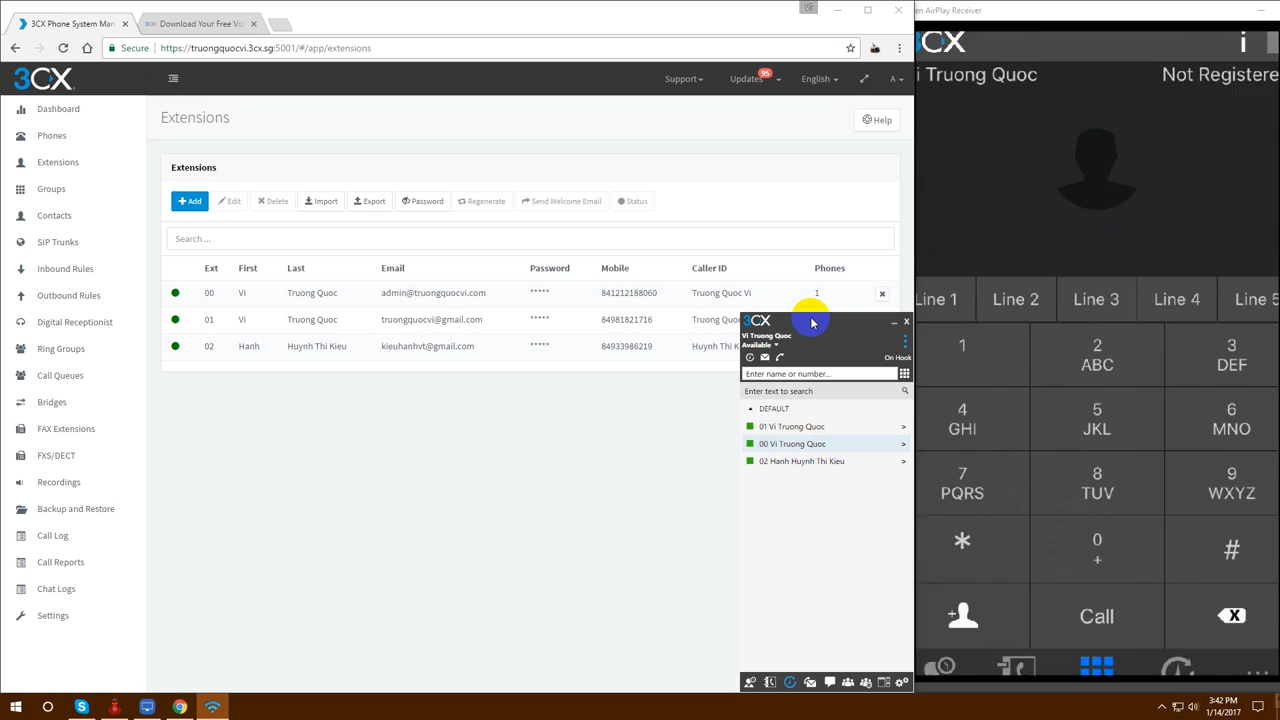 3CX Phone System Man
Download Your Free Vo
Vi
en AirPlay Receiver
Secure https://truongquocvi.3cx.sg:5001/#/app/extensions
3CX
Support
Updates 95
English
A
Dashboard
Phones
Extensions
Groups
Contacts
SIP Trunks
Inbound Rules
Outbound Rules
Digital Receptionist
Ring Groups
Call Queues
Bridges
FAX Extensions
FXS/DECT
Recordings
Backup and Restore
Call Log
Call Reports
Chat Logs
Settings
Extensions
Help
Extensions
Add Edit Delete Import Export Password Regenerate Send Welcome Email Status
Search ...
Ext First Last Email Password Mobile Caller ID Phones
00 Vi Truong Quoc admin@truongquocvi.com ***** 841212188060 Truong Quoc Vi 1
01 Vi Truong Quoc truongquocvi@gmail.com ***** 84981821716 Truong Quoc
02 Hanh Huynh Thi Kieu kieuhanhvt@gmail.com ***** 84933986219 Huynh Thi K
3CX
Vi Truong Quoc
Available
On Hook
Enter name or number...
Enter text to search
DEFAULT
01 Vi Truong Quoc >
00 Vi Truong Quoc >
02 Hanh Huynh Thi Kieu >
3CX i
Vi Truong Quoc Not Registere
Line 1 Line 2 Line 3 Line 4 Line 5
1 2 3
ABC DEF
4 5 6
GHI JKL MNO
7 8 9
PQRS TUV WXYZ
* 0 #
+
Call
3:42 PM
1/14/2017